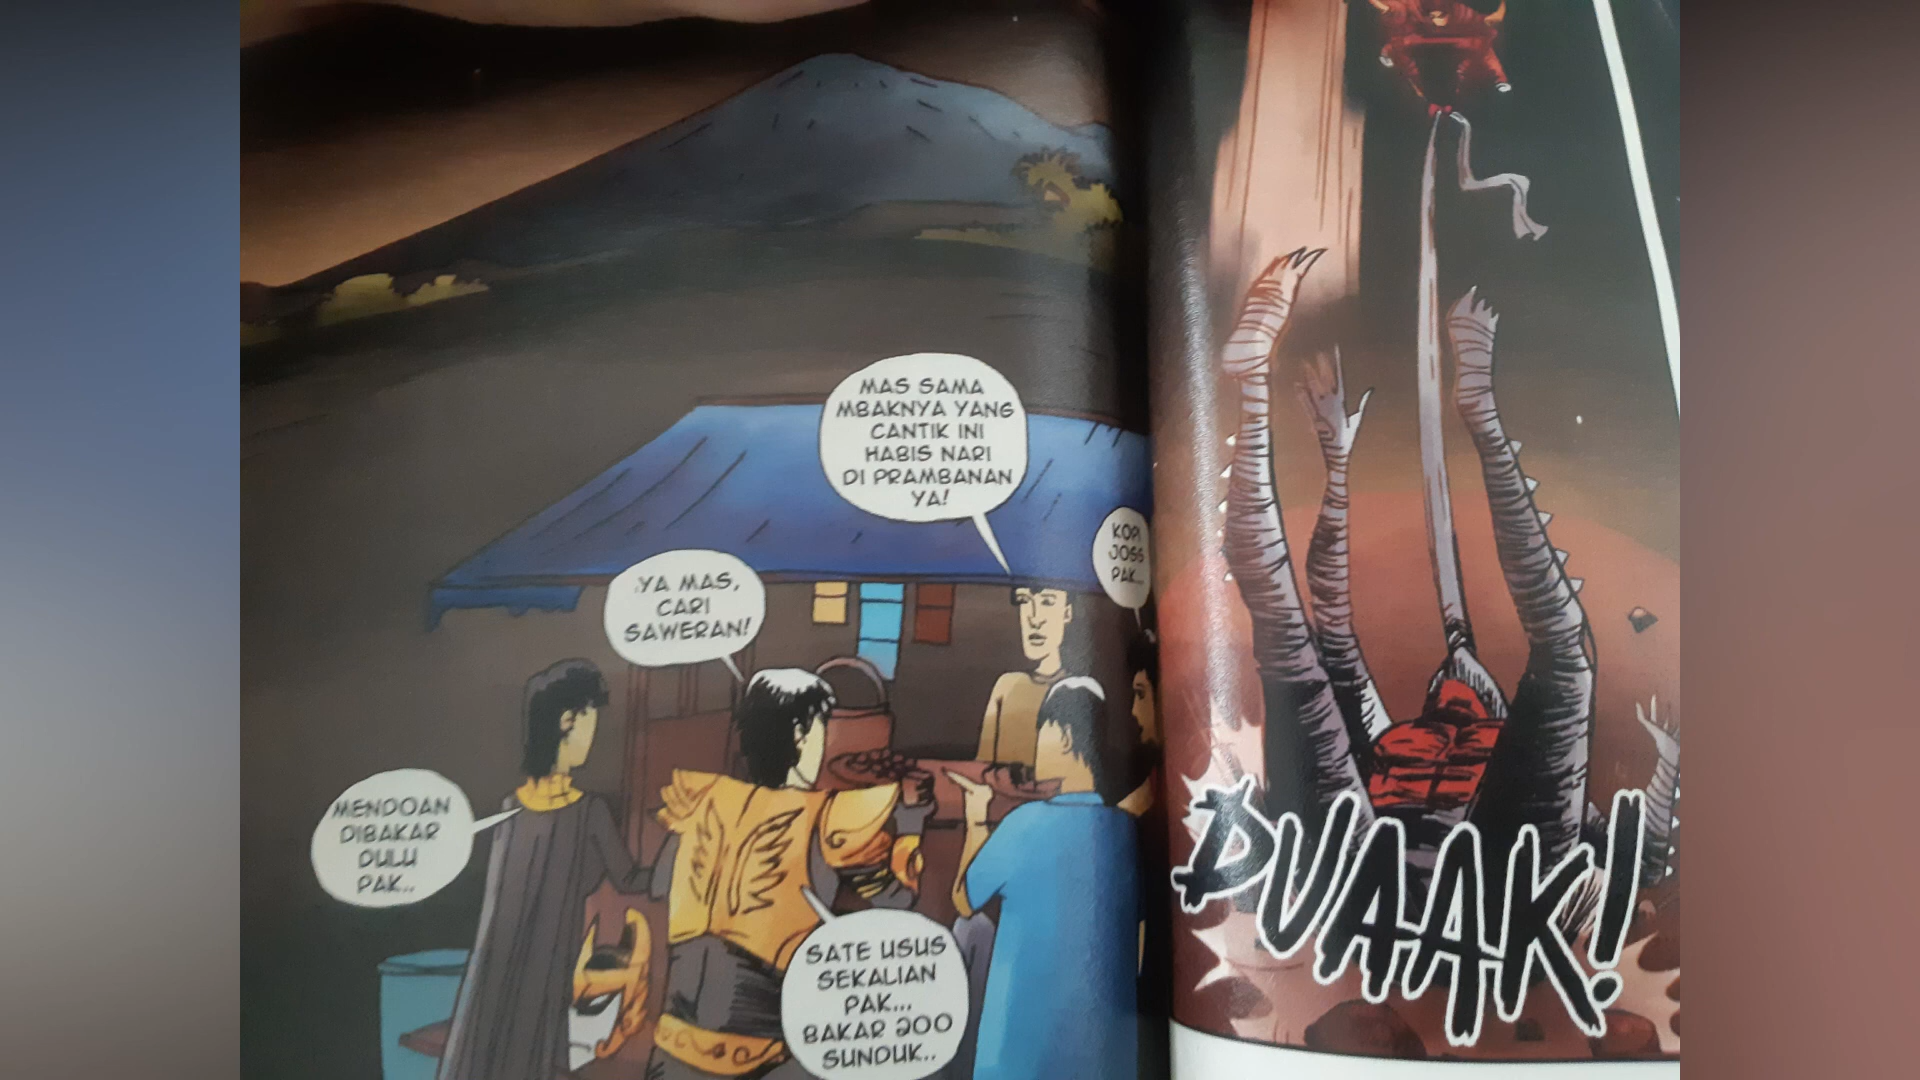 MAS SAMA
MBAKNYA YANG
CANTIK INI
HABIS NARI
DI PRAMBANAN
YA!
KOPI
JOSS
PAK...
YA MAS,
CARI
SAWERAN!
MENDOAN
DIBAKAR
DULU
PAK..
SATE USUS
SEKALIAN
PAK...
BAKAR 200
SUNDUK..
DUAAK!